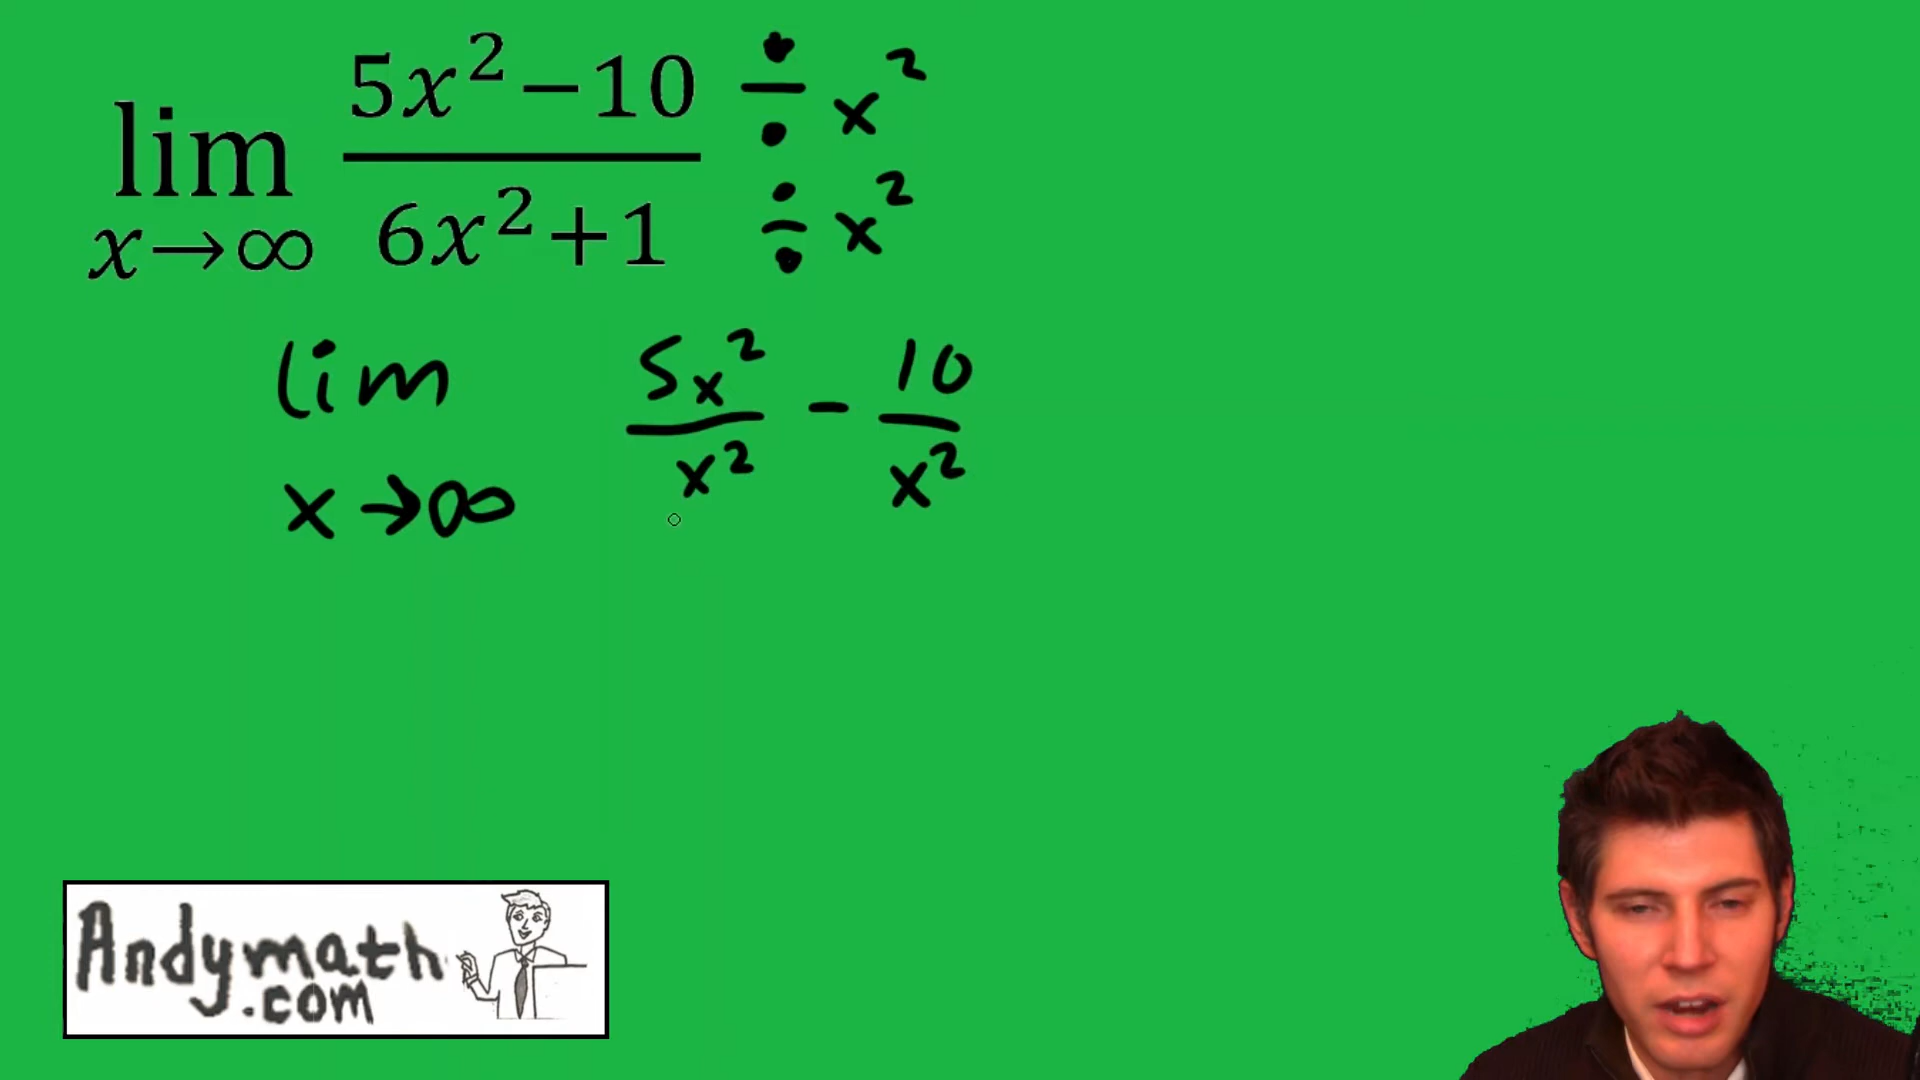 lim x→∞ (5x² − 10)/(6x² + 1) ÷ x² ÷ x²
lim x→∞ 5x²/x² − 10/x²
Andymath
.com